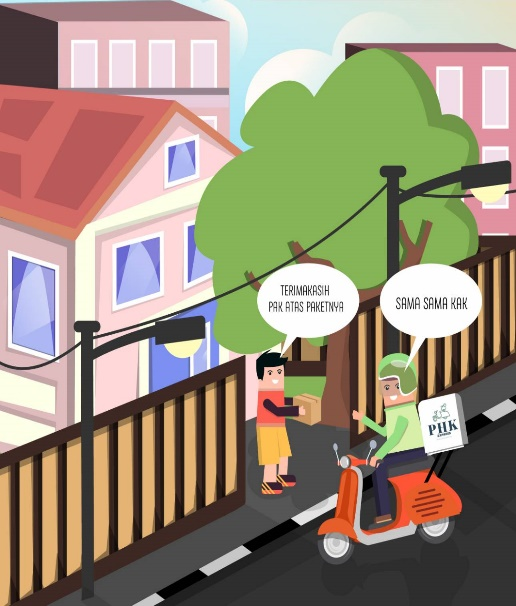 TERIMAKASIH
PAK ATAS PAKETNYA
SAMA SAMA KAK
PHK